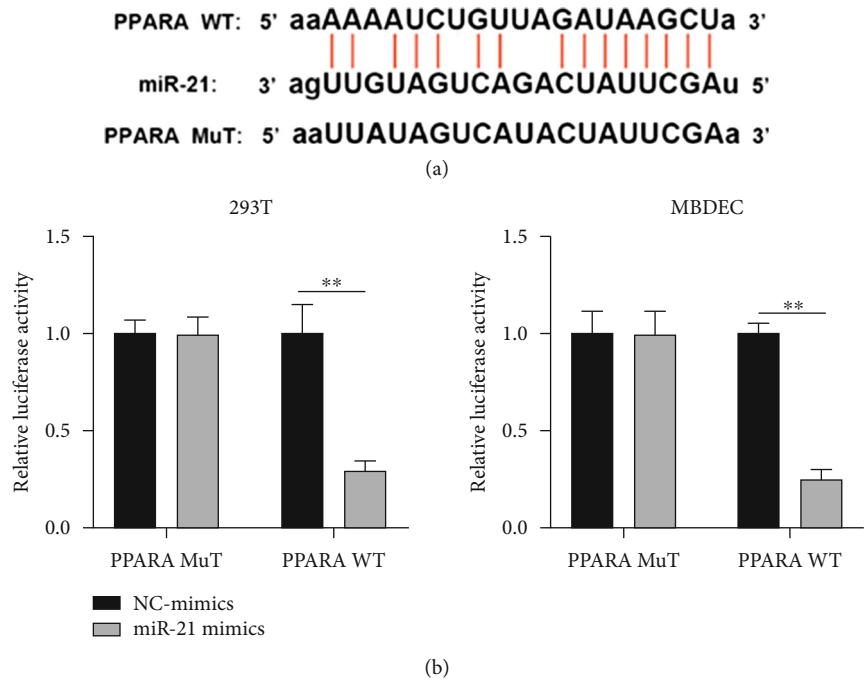 PPARA WT: 5' aaAAAAUCUGUUAGAUAAGCUa 3'
miR-21: 3' agUUGUAGUCAGACUAUUCGAu 5'
PPARA MuT: 5' aaUUAUAGUCAUACUAUUCGAa 3'
(a)
293T
Relative luciferase activity
1.5
1.0
0.5
0.0
**
PPARA MuT PPARA WT
MBDEC
Relative luciferase activity
1.5
1.0
0.5
0.0
**
PPARA MuT PPARA WT
NC-mimics
miR-21 mimics
(b)